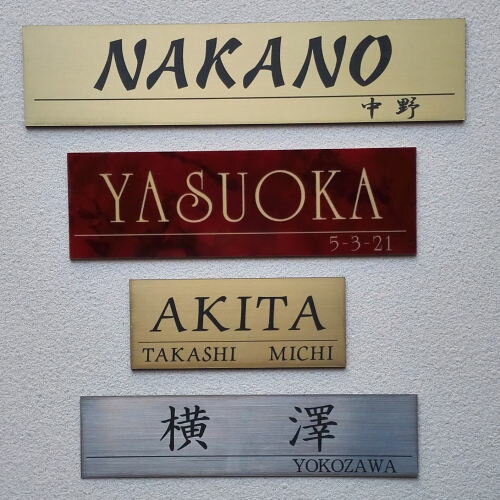 NAKANO
中野
YASUOKA
5-3-21
AKITA
TAKASHI MICHI
横澤
YOKOZAWA